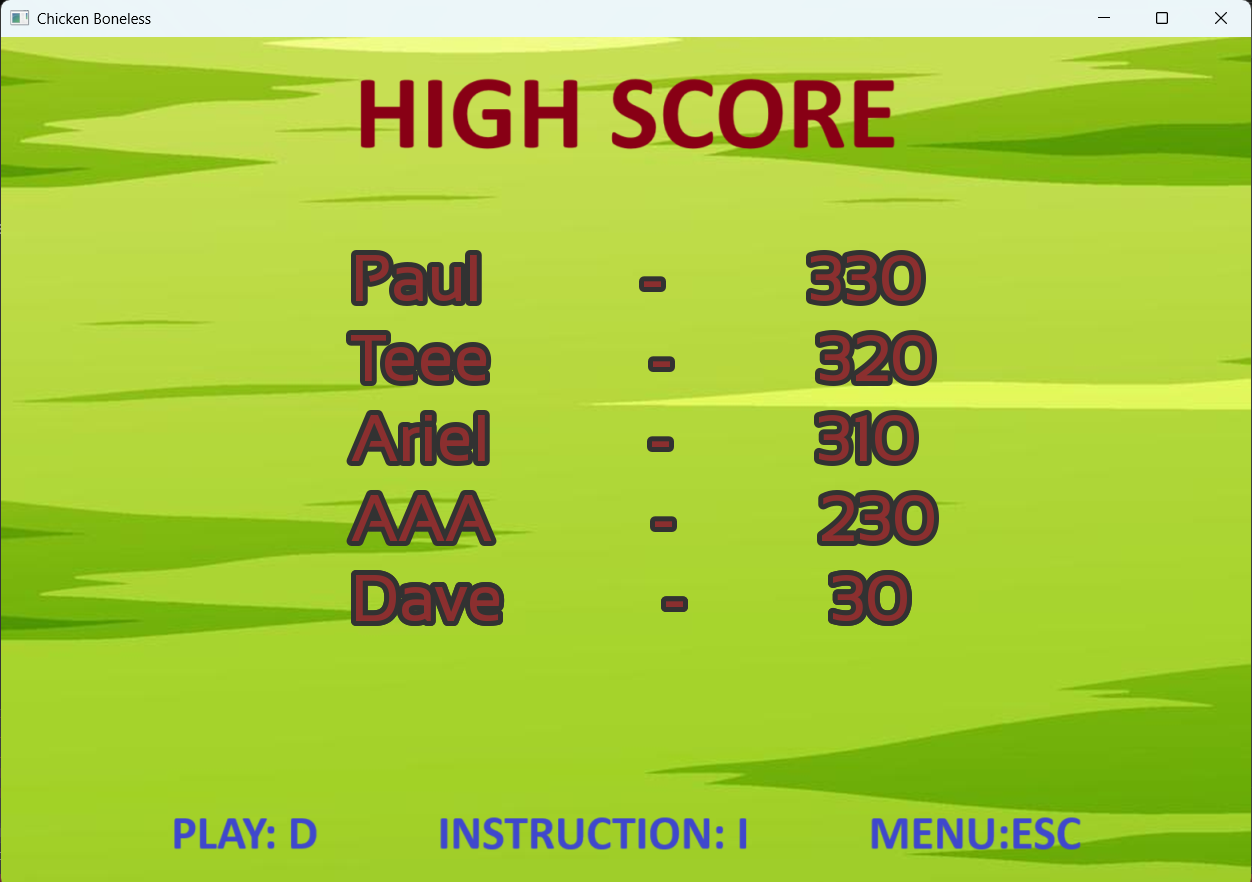 Chicken Boneless
HIGH SCORE
Paul - 330
Teee - 320
Ariel - 310
AAA - 230
Dave - 30
PLAY: D INSTRUCTION: I MENU:ESC